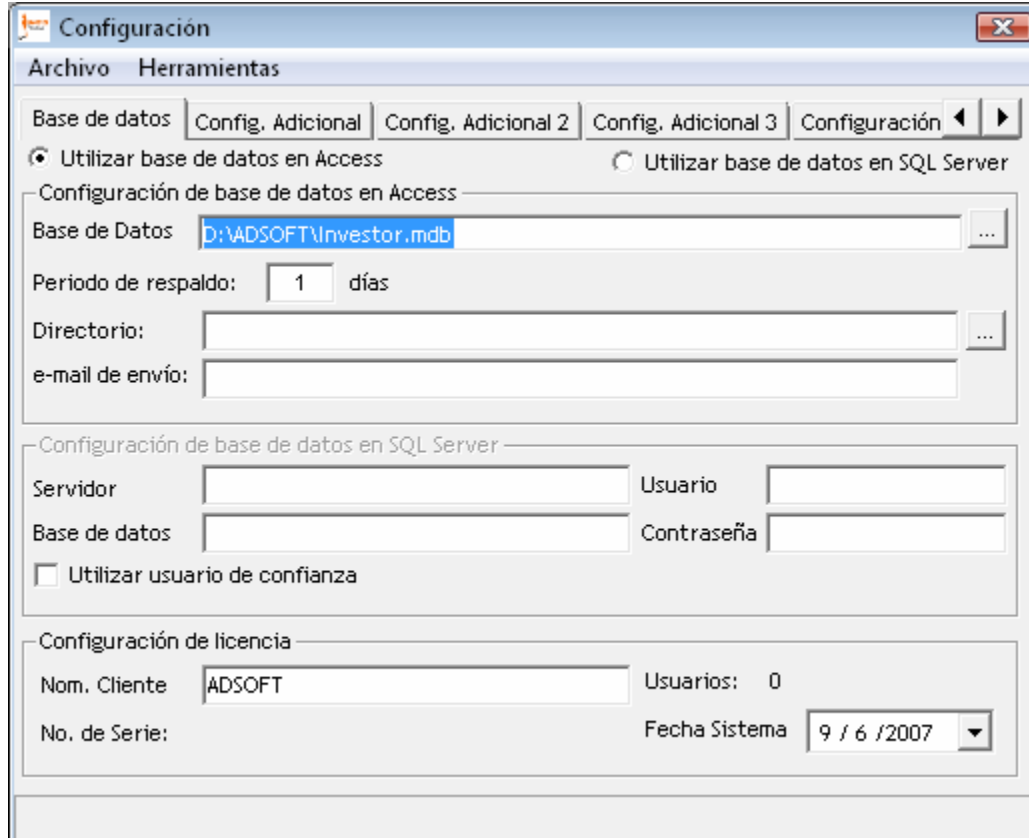 Configuración
Archivo Herramientas
Base de datos Config. Adicional Config. Adicional 2 Config. Adicional 3 Configuración
Utilizar base de datos en Access Utilizar base de datos en SQL Server
Configuración de base de datos en Access
Base de Datos D:\ADSOFT\Investor.mdb ...
Periodo de respaldo: 1 días
Directorio: ...
e-mail de envío:
Configuración de base de datos en SQL Server
Servidor Usuario
Base de datos Contraseña
Utilizar usuario de confianza
Configuración de licencia
Nom. Cliente ADSOFT Usuarios: 0
No. de Serie: Fecha Sistema 9 / 6 /2007